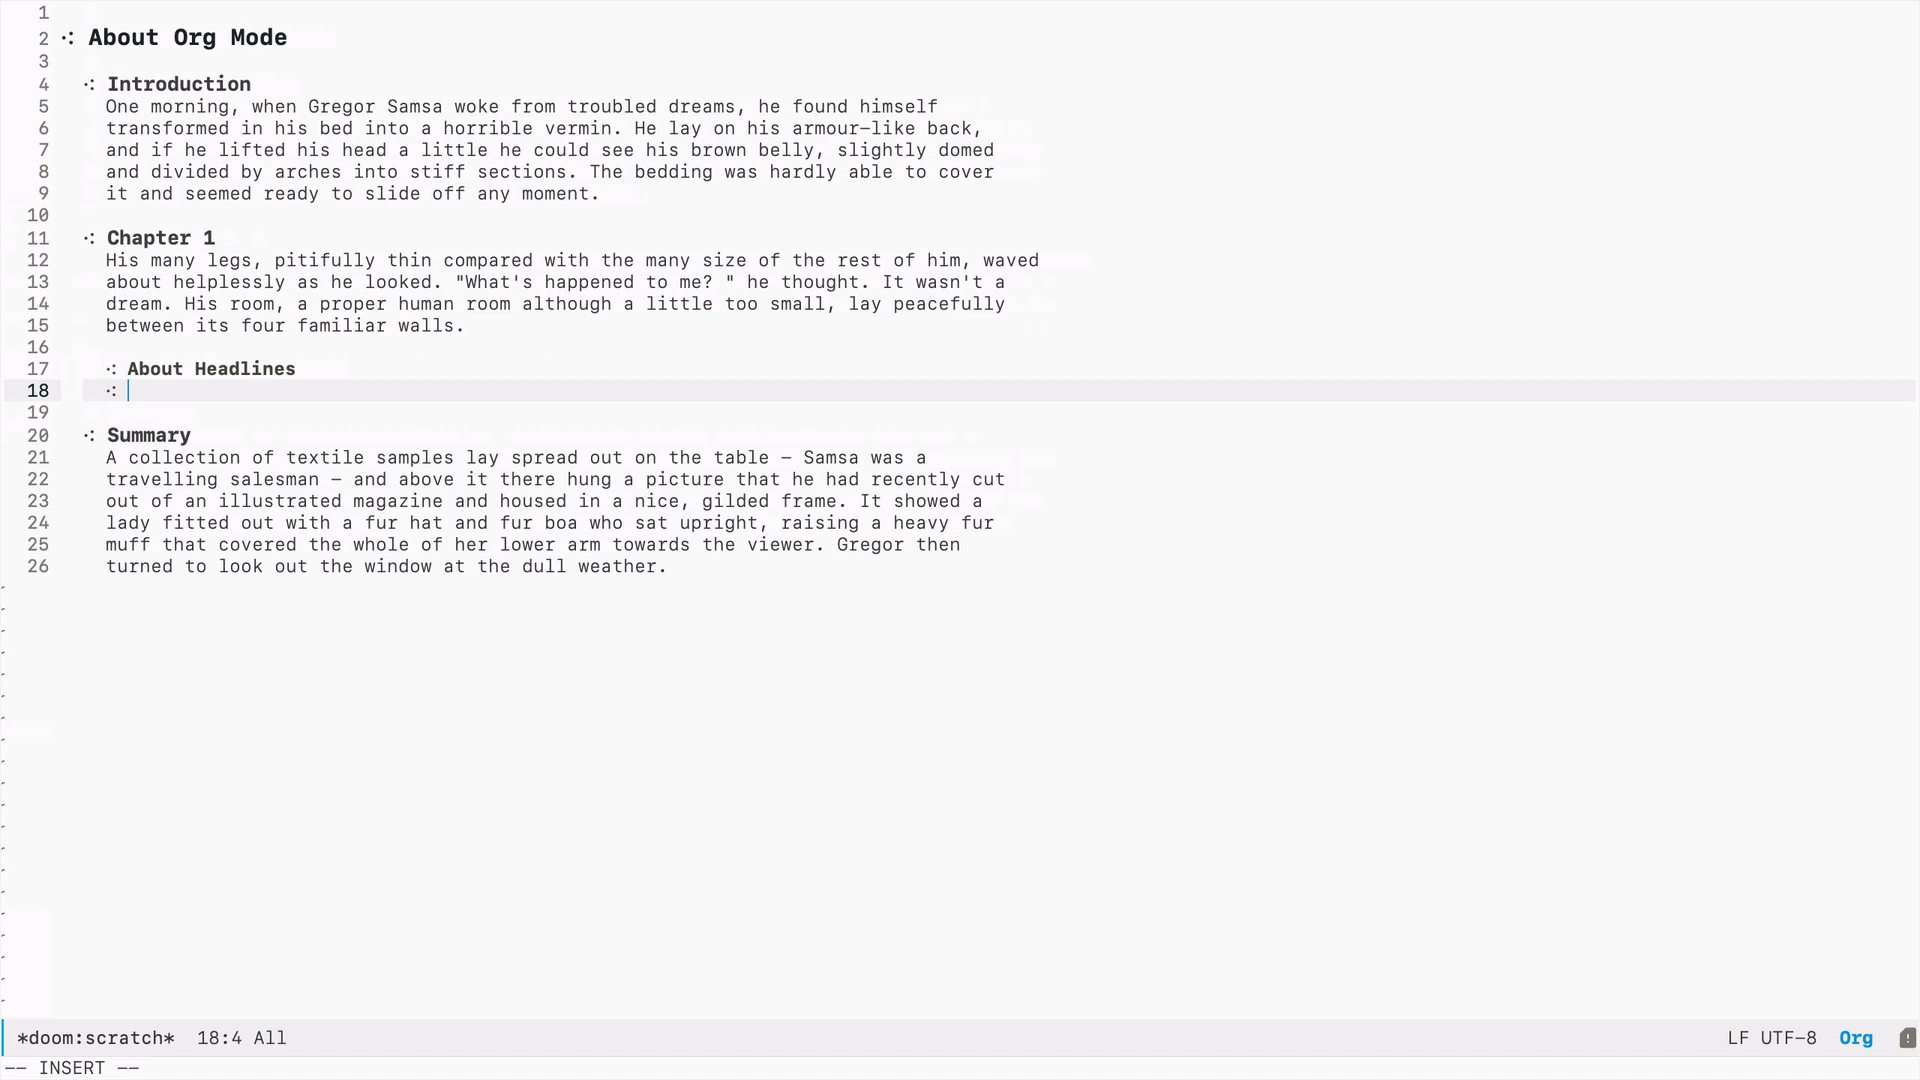 1
2 ⁖ About Org Mode
3
4 ⁖ Introduction
5 One morning, when Gregor Samsa woke from troubled dreams, he found himself
6 transformed in his bed into a horrible vermin. He lay on his armour-like back,
7 and if he lifted his head a little he could see his brown belly, slightly domed
8 and divided by arches into stiff sections. The bedding was hardly able to cover
9 it and seemed ready to slide off any moment.
10
11 ⁖ Chapter 1
12 His many legs, pitifully thin compared with the many size of the rest of him, waved
13 about helplessly as he looked. "What's happened to me? " he thought. It wasn't a
14 dream. His room, a proper human room although a little too small, lay peacefully
15 between its four familiar walls.
16
17 ⁖ About Headlines
18 ⁖
19
20 ⁖ Summary
21 A collection of textile samples lay spread out on the table – Samsa was a
22 travelling salesman – and above it there hung a picture that he had recently cut
23 out of an illustrated magazine and housed in a nice, gilded frame. It showed a
24 lady fitted out with a fur hat and fur boa who sat upright, raising a heavy fur
25 muff that covered the whole of her lower arm towards the viewer. Gregor then
26 turned to look out the window at the dull weather.
*doom:scratch* 18:4 All LF UTF-8 Org
-- INSERT --